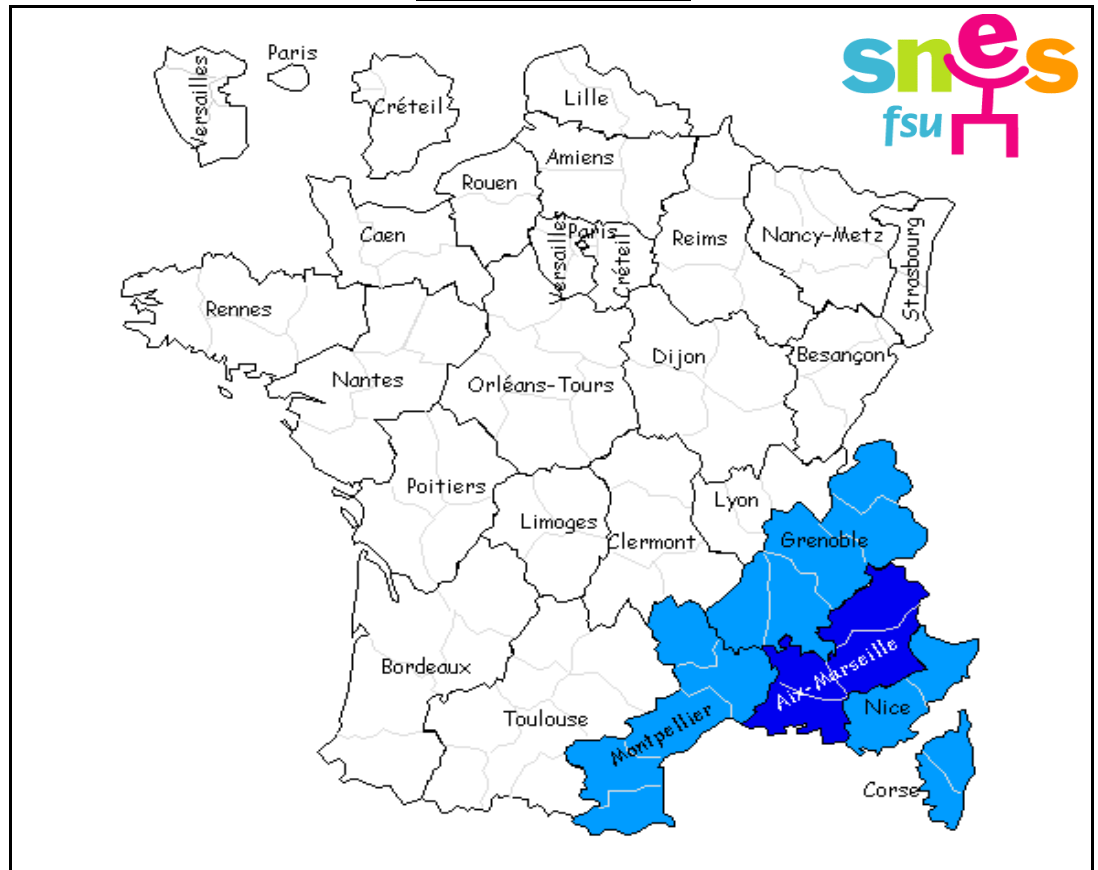 snes
fsu
Versailles
Paris
Créteil
Lille
Amiens
Rouen
Caen
Versailles
Paris
Créteil
Reims
Nancy-Metz
Strasbourg
Rennes
Nantes
Orléans-Tours
Dijon
Besançon
Poitiers
Limoges
Clermont
Lyon
Grenoble
Bordeaux
Toulouse
Montpellier
Aix-Marseille
Nice
Corse